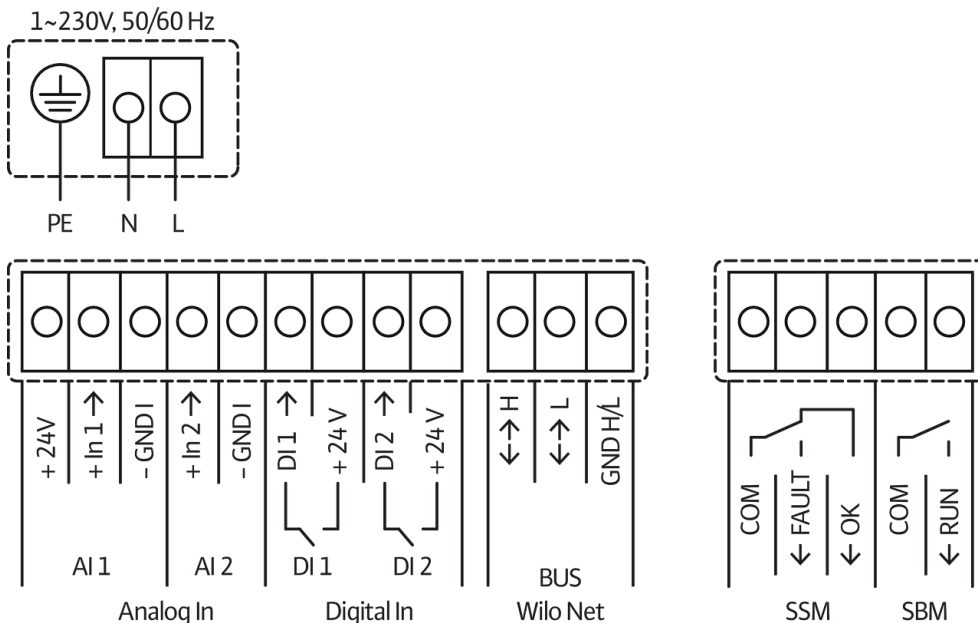 1~230V, 50/60 Hz
PE N L
+ 24V
+ In 1 →
- GND I
+ In 2 →
- GND I
DI 1 →
+ 24 V
DI 2 →
+ 24 V
↔ H
↔ L
GND H/L
COM
← FAULT
← OK
COM
← RUN
AI 1 AI 2 DI 1 DI 2 BUS
Analog In Digital In Wilo Net SSM SBM